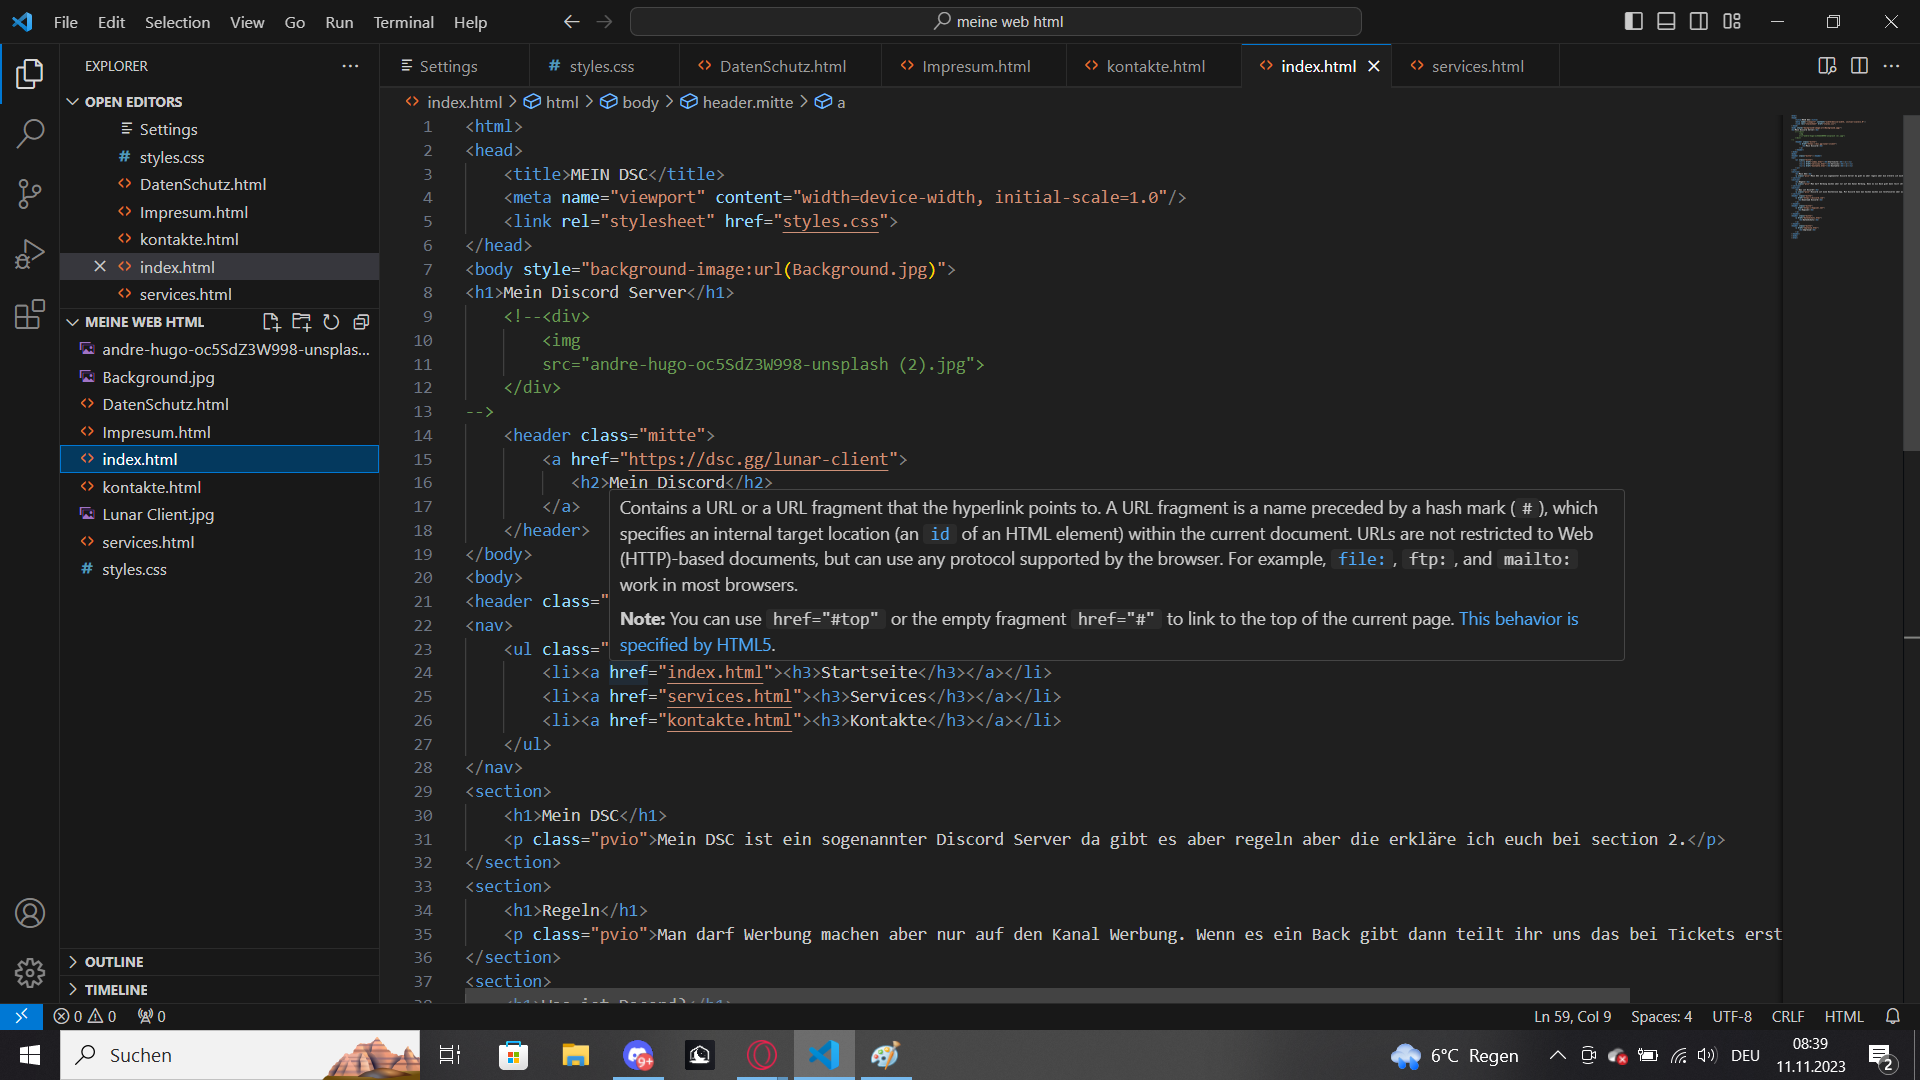 File Edit Selection View Go Run Terminal Help
meine web html
EXPLORER
OPEN EDITORS
Settings
styles.css
DatenSchutz.html
Impresum.html
kontakte.html
index.html
services.html
MEINE WEB HTML
andre-hugo-oc5SdZ3W998-unsplas...
Background.jpg
DatenSchutz.html
Impresum.html
index.html
kontakte.html
Lunar Client.jpg
services.html
styles.css
OUTLINE
TIMELINE
Settings styles.css DatenSchutz.html Impresum.html kontakte.html index.html services.html
index.html > html > body > header.mitte > a
1 <html>
2 <head>
3 <title>MEIN DSC</title>
4 <meta name="viewport" content="width=device-width, initial-scale=1.0"/>
5 <link rel="stylesheet" href="styles.css">
6 </head>
7 <body style="background-image:url(Background.jpg)">
8 <h1>Mein Discord Server</h1>
9 <!--<div>
10 <img
11 src="andre-hugo-oc5SdZ3W998-unsplash (2).jpg">
12 </div>
13 -->
14 <header class="mitte">
15 <a href="https://dsc.gg/lunar-client">
16 <h2>Mein Discord</h2>
17 </a>
18 </header>
19 </body>
20 <body>
21 <header class="
22 <nav>
23 <ul class="
Contains a URL or a URL fragment that the hyperlink points to. A URL fragment is a name preceded by a hash mark ( # ), which
specifies an internal target location (an id of an HTML element) within the current document. URLs are not restricted to Web
(HTTP)-based documents, but can use any protocol supported by the browser. For example, file: , ftp: , and mailto:
work in most browsers.
Note: You can use href="#top" or the empty fragment href="#" to link to the top of the current page. This behavior is
specified by HTML5.
24 <li><a href="index.html"><h3>Startseite</h3></a></li>
25 <li><a href="services.html"><h3>Services</h3></a></li>
26 <li><a href="kontakte.html"><h3>Kontakte</h3></a></li>
27 </ul>
28 </nav>
29 <section>
30 <h1>Mein DSC</h1>
31 <p class="pvio">Mein DSC ist ein sogenannter Discord Server da gibt es aber regeln aber die erkläre ich euch bei section 2.</p>
32 </section>
33 <section>
34 <h1>Regeln</h1>
35 <p class="pvio">Man darf Werbung machen aber nur auf den Kanal Werbung. Wenn es ein Back gibt dann teilt ihr uns das bei Tickets erst
36 </section>
37 <section>
0 0 0
Ln 59, Col 9 Spaces: 4 UTF-8 CRLF HTML
Suchen
9+
6°C Regen
DEU
08:39
11.11.2023
2